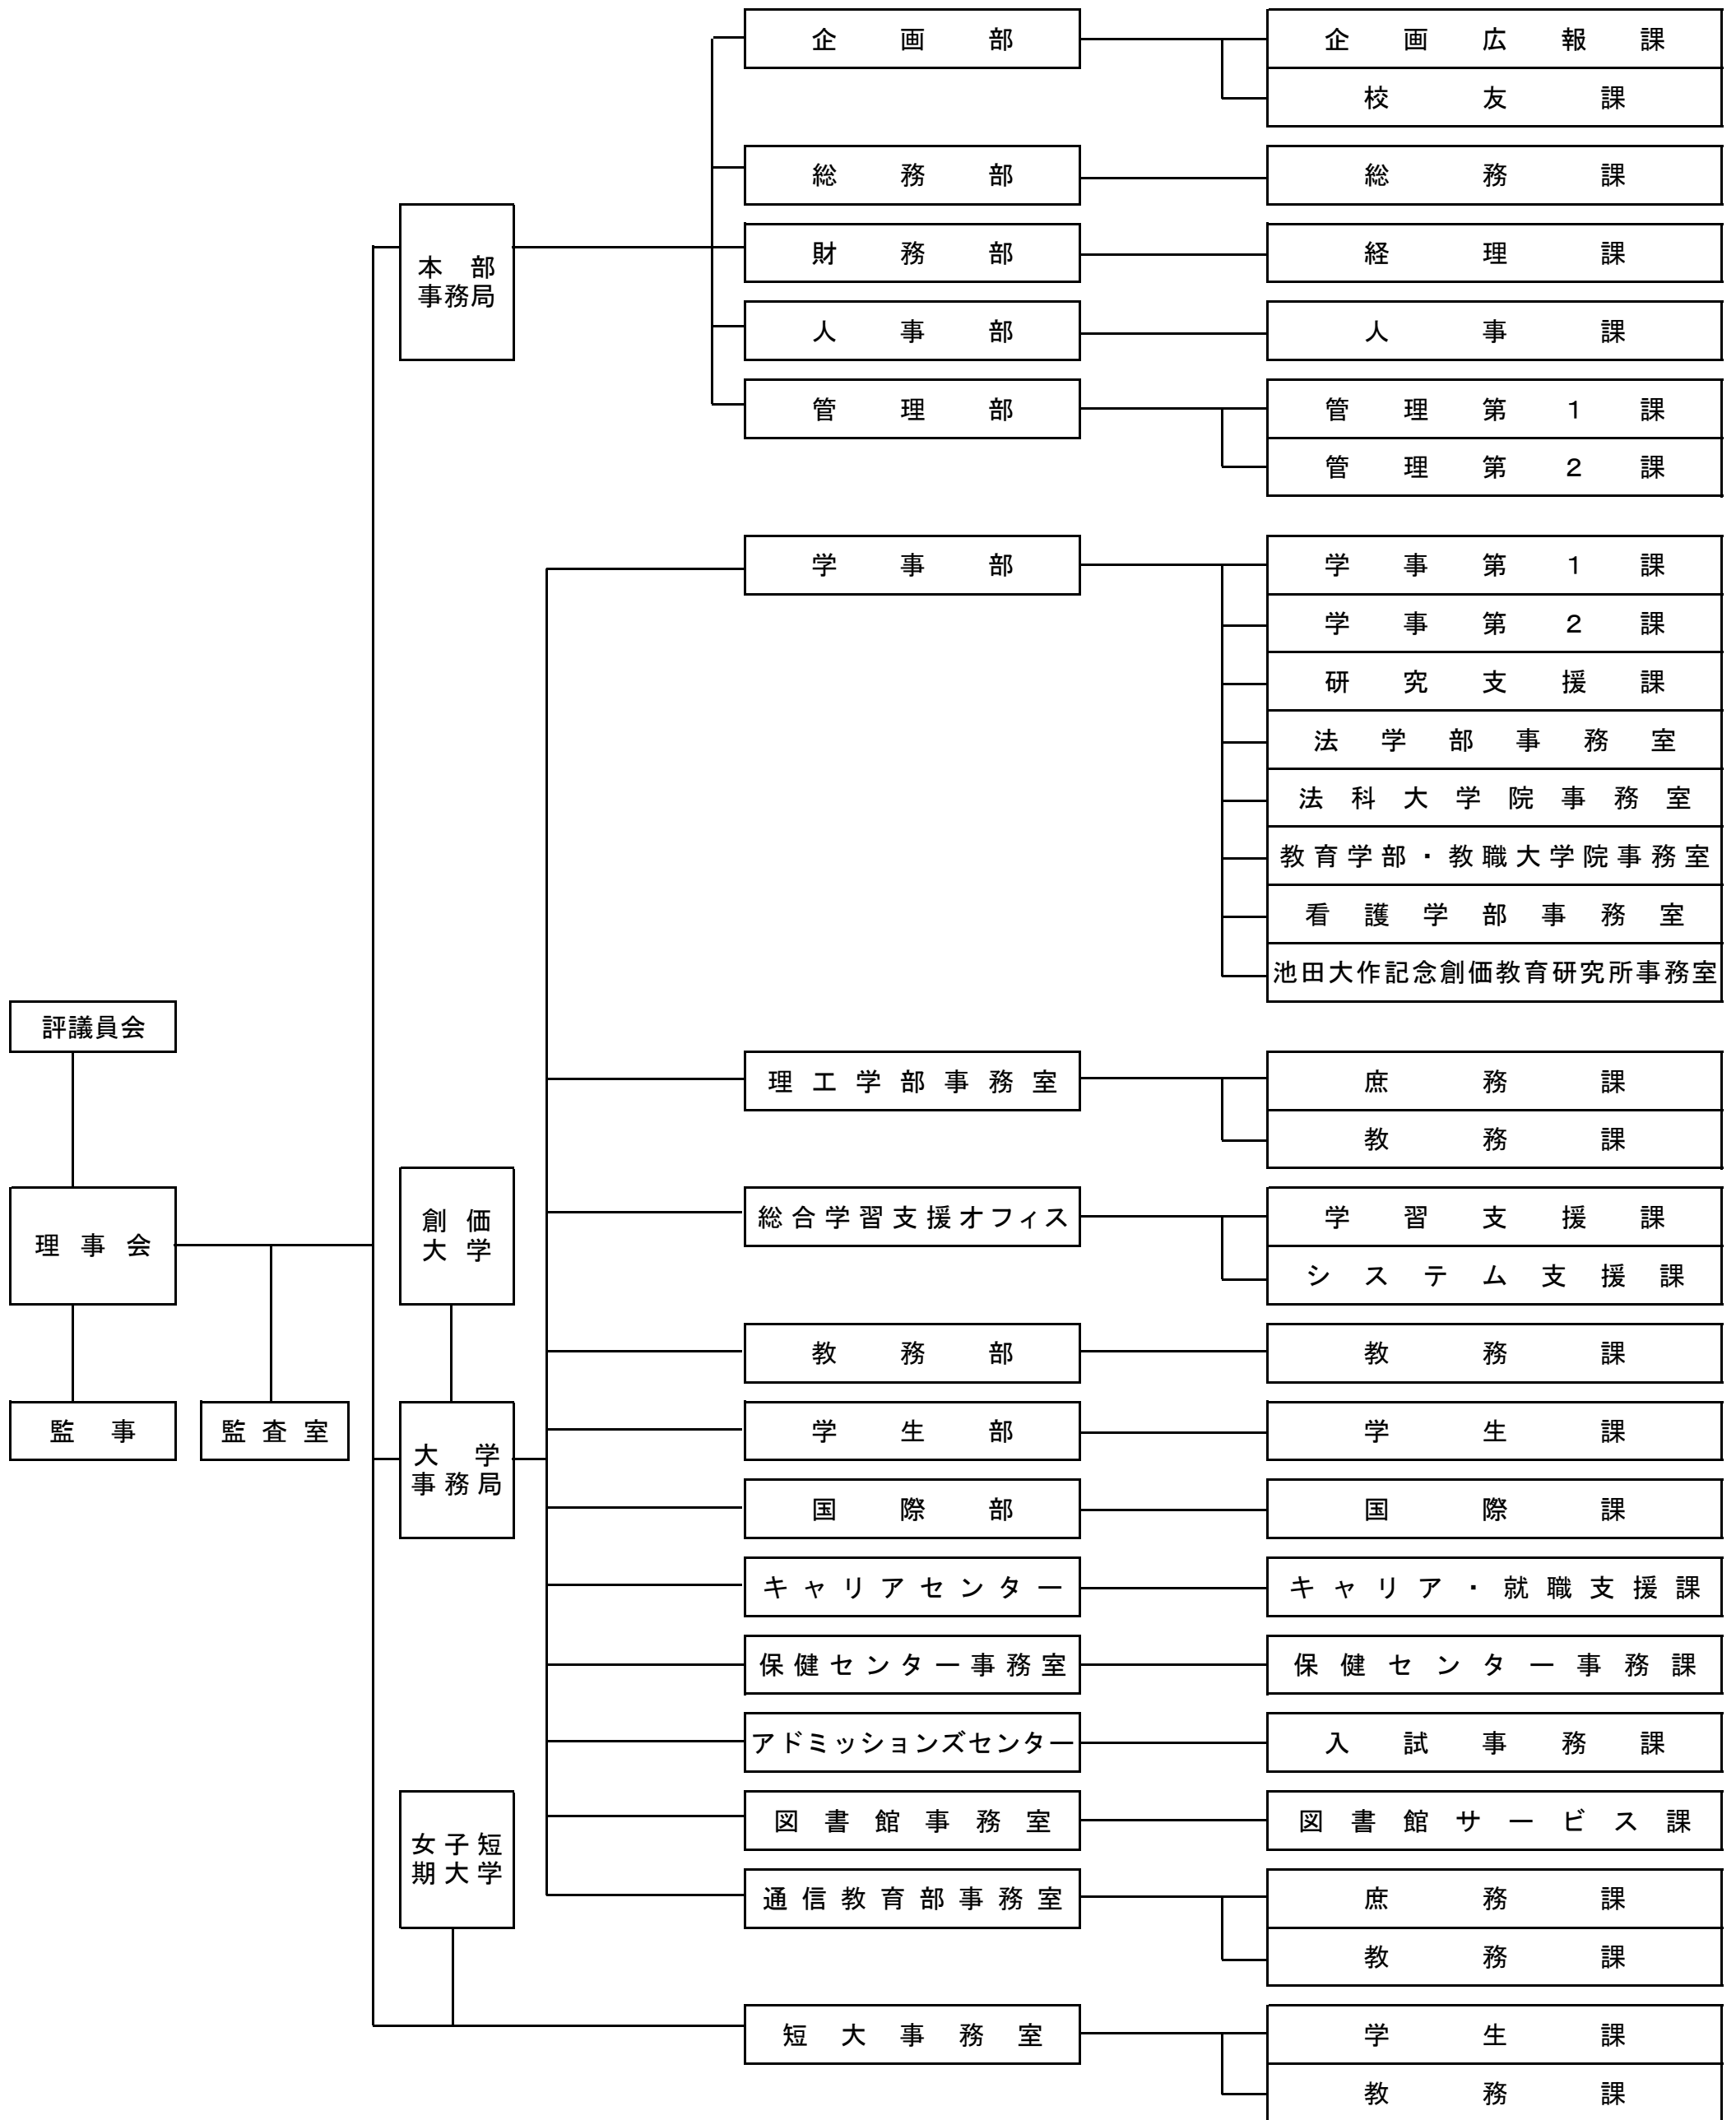 企画部
企画広報課
校友課
総務部
総務課
本部
事務局
財務部
経理課
人事部
人事課
管理部
管理第1課
管理第2課
学事部
学事第1課
学事第2課
研究支援課
法学部事務室
法科大学院事務室
教育学部・教職大学院事務室
看護学部事務室
池田大作記念創価教育研究所事務室
評議員会
理工学部事務室
庶務課
教務課
理事会
創価
大学
総合学習支援オフィス
学習支援課
システム支援課
教務部
教務課
監事
監査室
大学
事務局
学生部
学生課
国際部
国際課
キャリアセンター
キャリア・就職支援課
保健センター事務室
保健センター事務課
アドミッションズセンター
入試事務課
女子短
期大学
図書館事務室
図書館サービス課
通信教育部事務室
庶務課
教務課
短大事務室
学生課
教務課